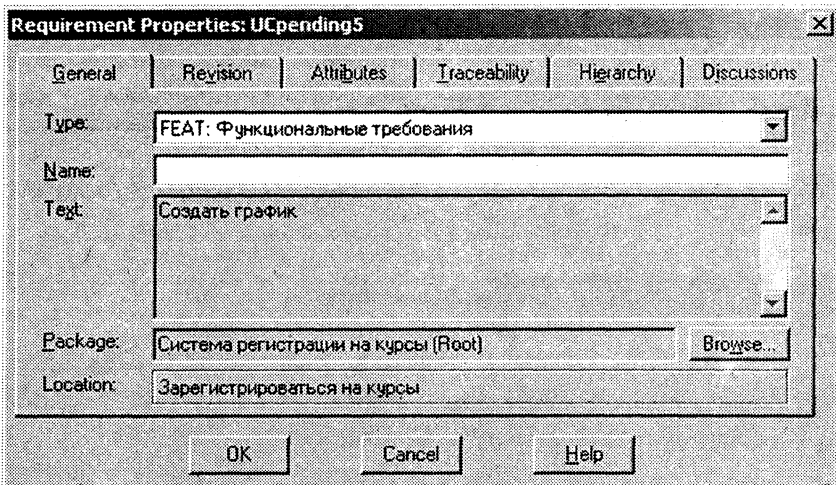 Requirement Properties: UCpending5
General Revision Attributes Traceability Hierarchy Discussions
Type: FEAT: Функциональные требования
Name:
Text: Создать график
Package: Система регистрации на курсы (Root) Browse...
Location: Зарегистрироваться на курсы
OK Cancel Help